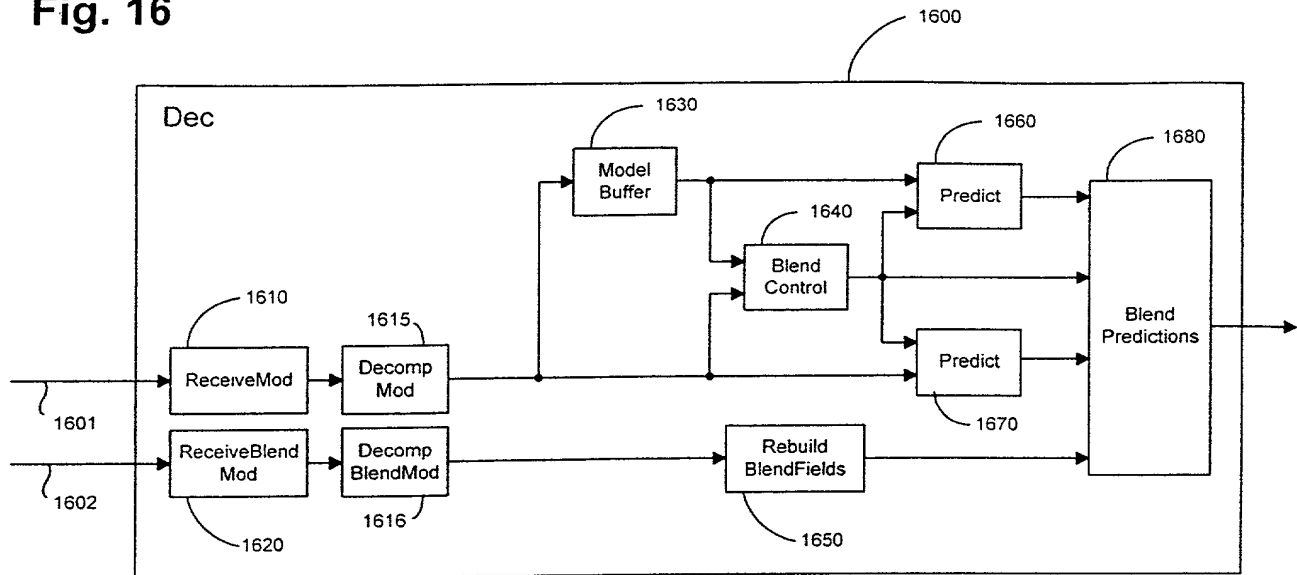 Fig. 16
1600
Dec
1630
Model
Buffer
1660
Predict
1680
1640
Blend
Control
Blend
Predictions
1610
1615
ReceiveMod
Decomp
Mod
Predict
1601
1670
ReceiveBlend
Mod
Decomp
BlendMod
Rebuild
BlendFields
1602
1616
1620
1650